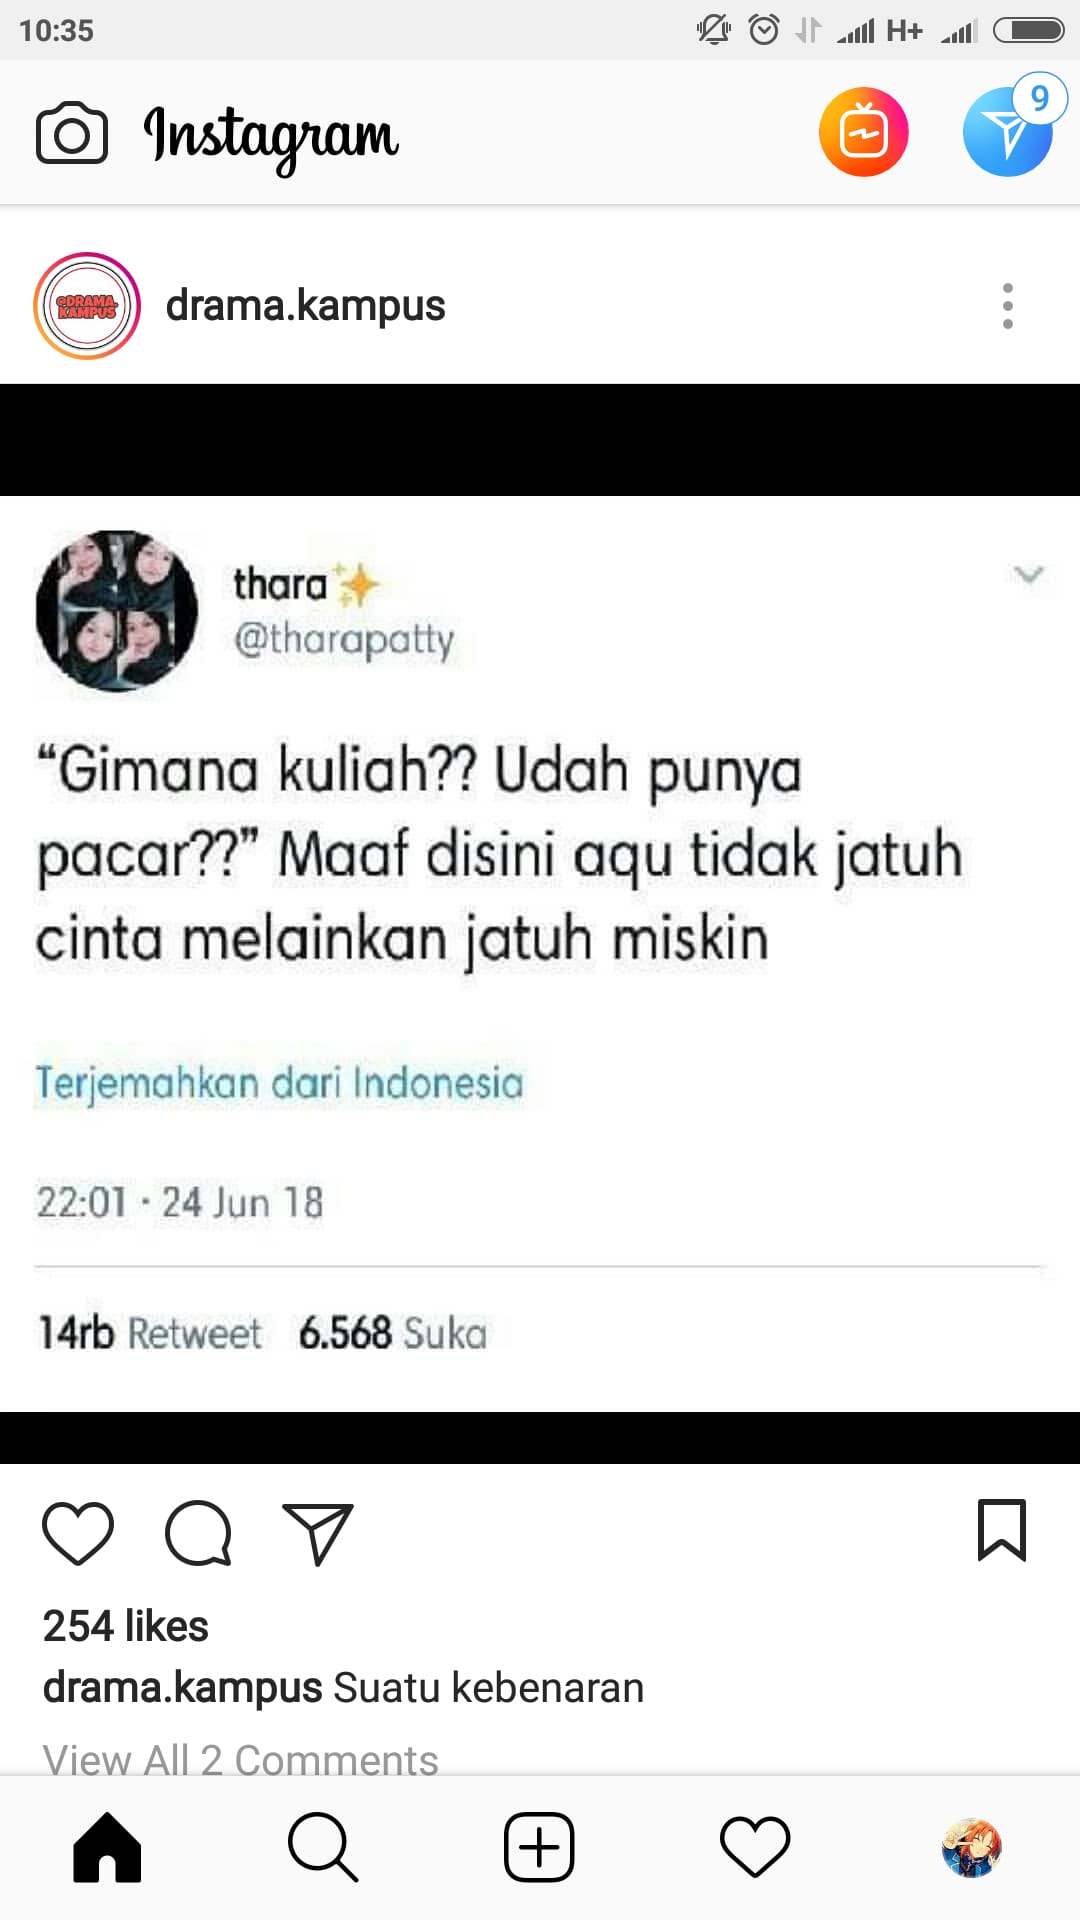 10:35
H+
Instagram
9
@DRAMA.
KAMPUS
drama.kampus
thara✨
@tharapatty
“Gimana kuliah?? Udah punya
pacar??” Maaf disini aqu tidak jatuh
cinta melainkan jatuh miskin
Terjemahkan dari Indonesia
22:01 · 24 Jun 18
14rb Retweet 6.568 Suka
254 likes
drama.kampus Suatu kebenaran
View All 2 Comments